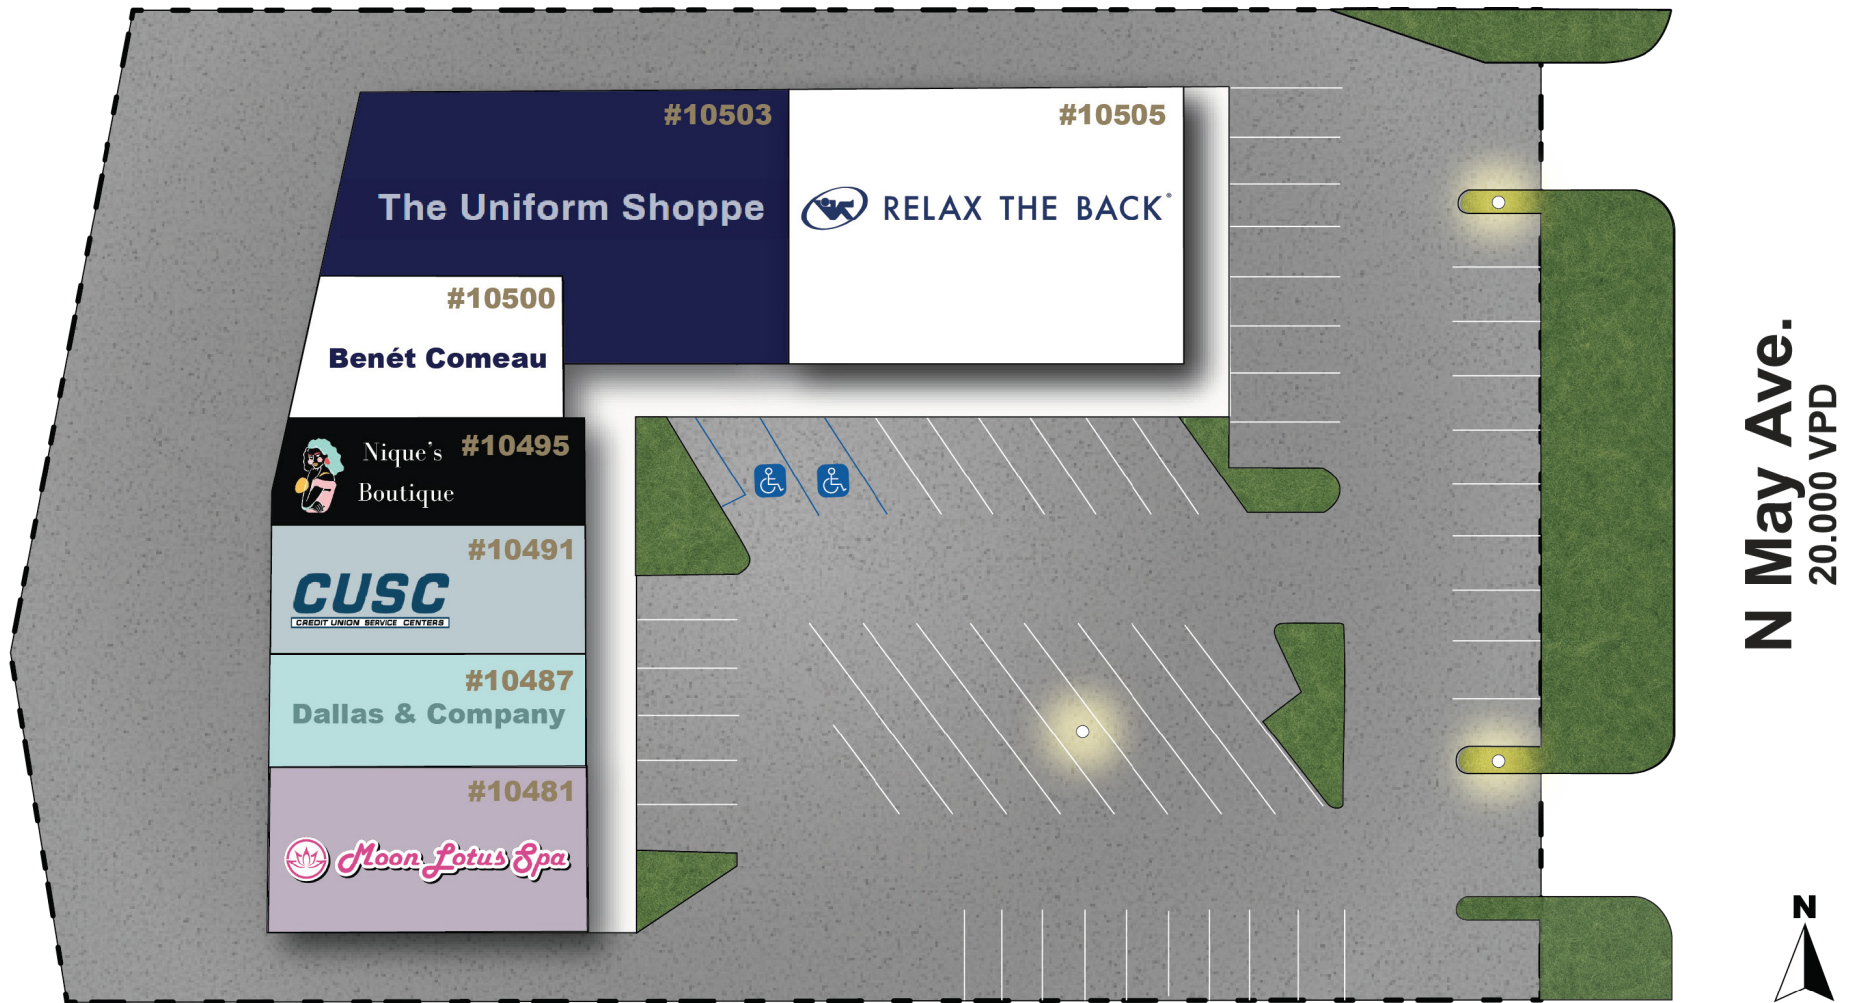 #10503
The Uniform Shoppe
#10505
RELAX THE BACK®
#10500
Benét Comeau
#10495
Nique's
Boutique
#10491
CUSC
CREDIT UNION SERVICE CENTERS
#10487
Dallas & Company
#10481
Moon Lotus Spa
N May Ave.
20.000 VPD
N